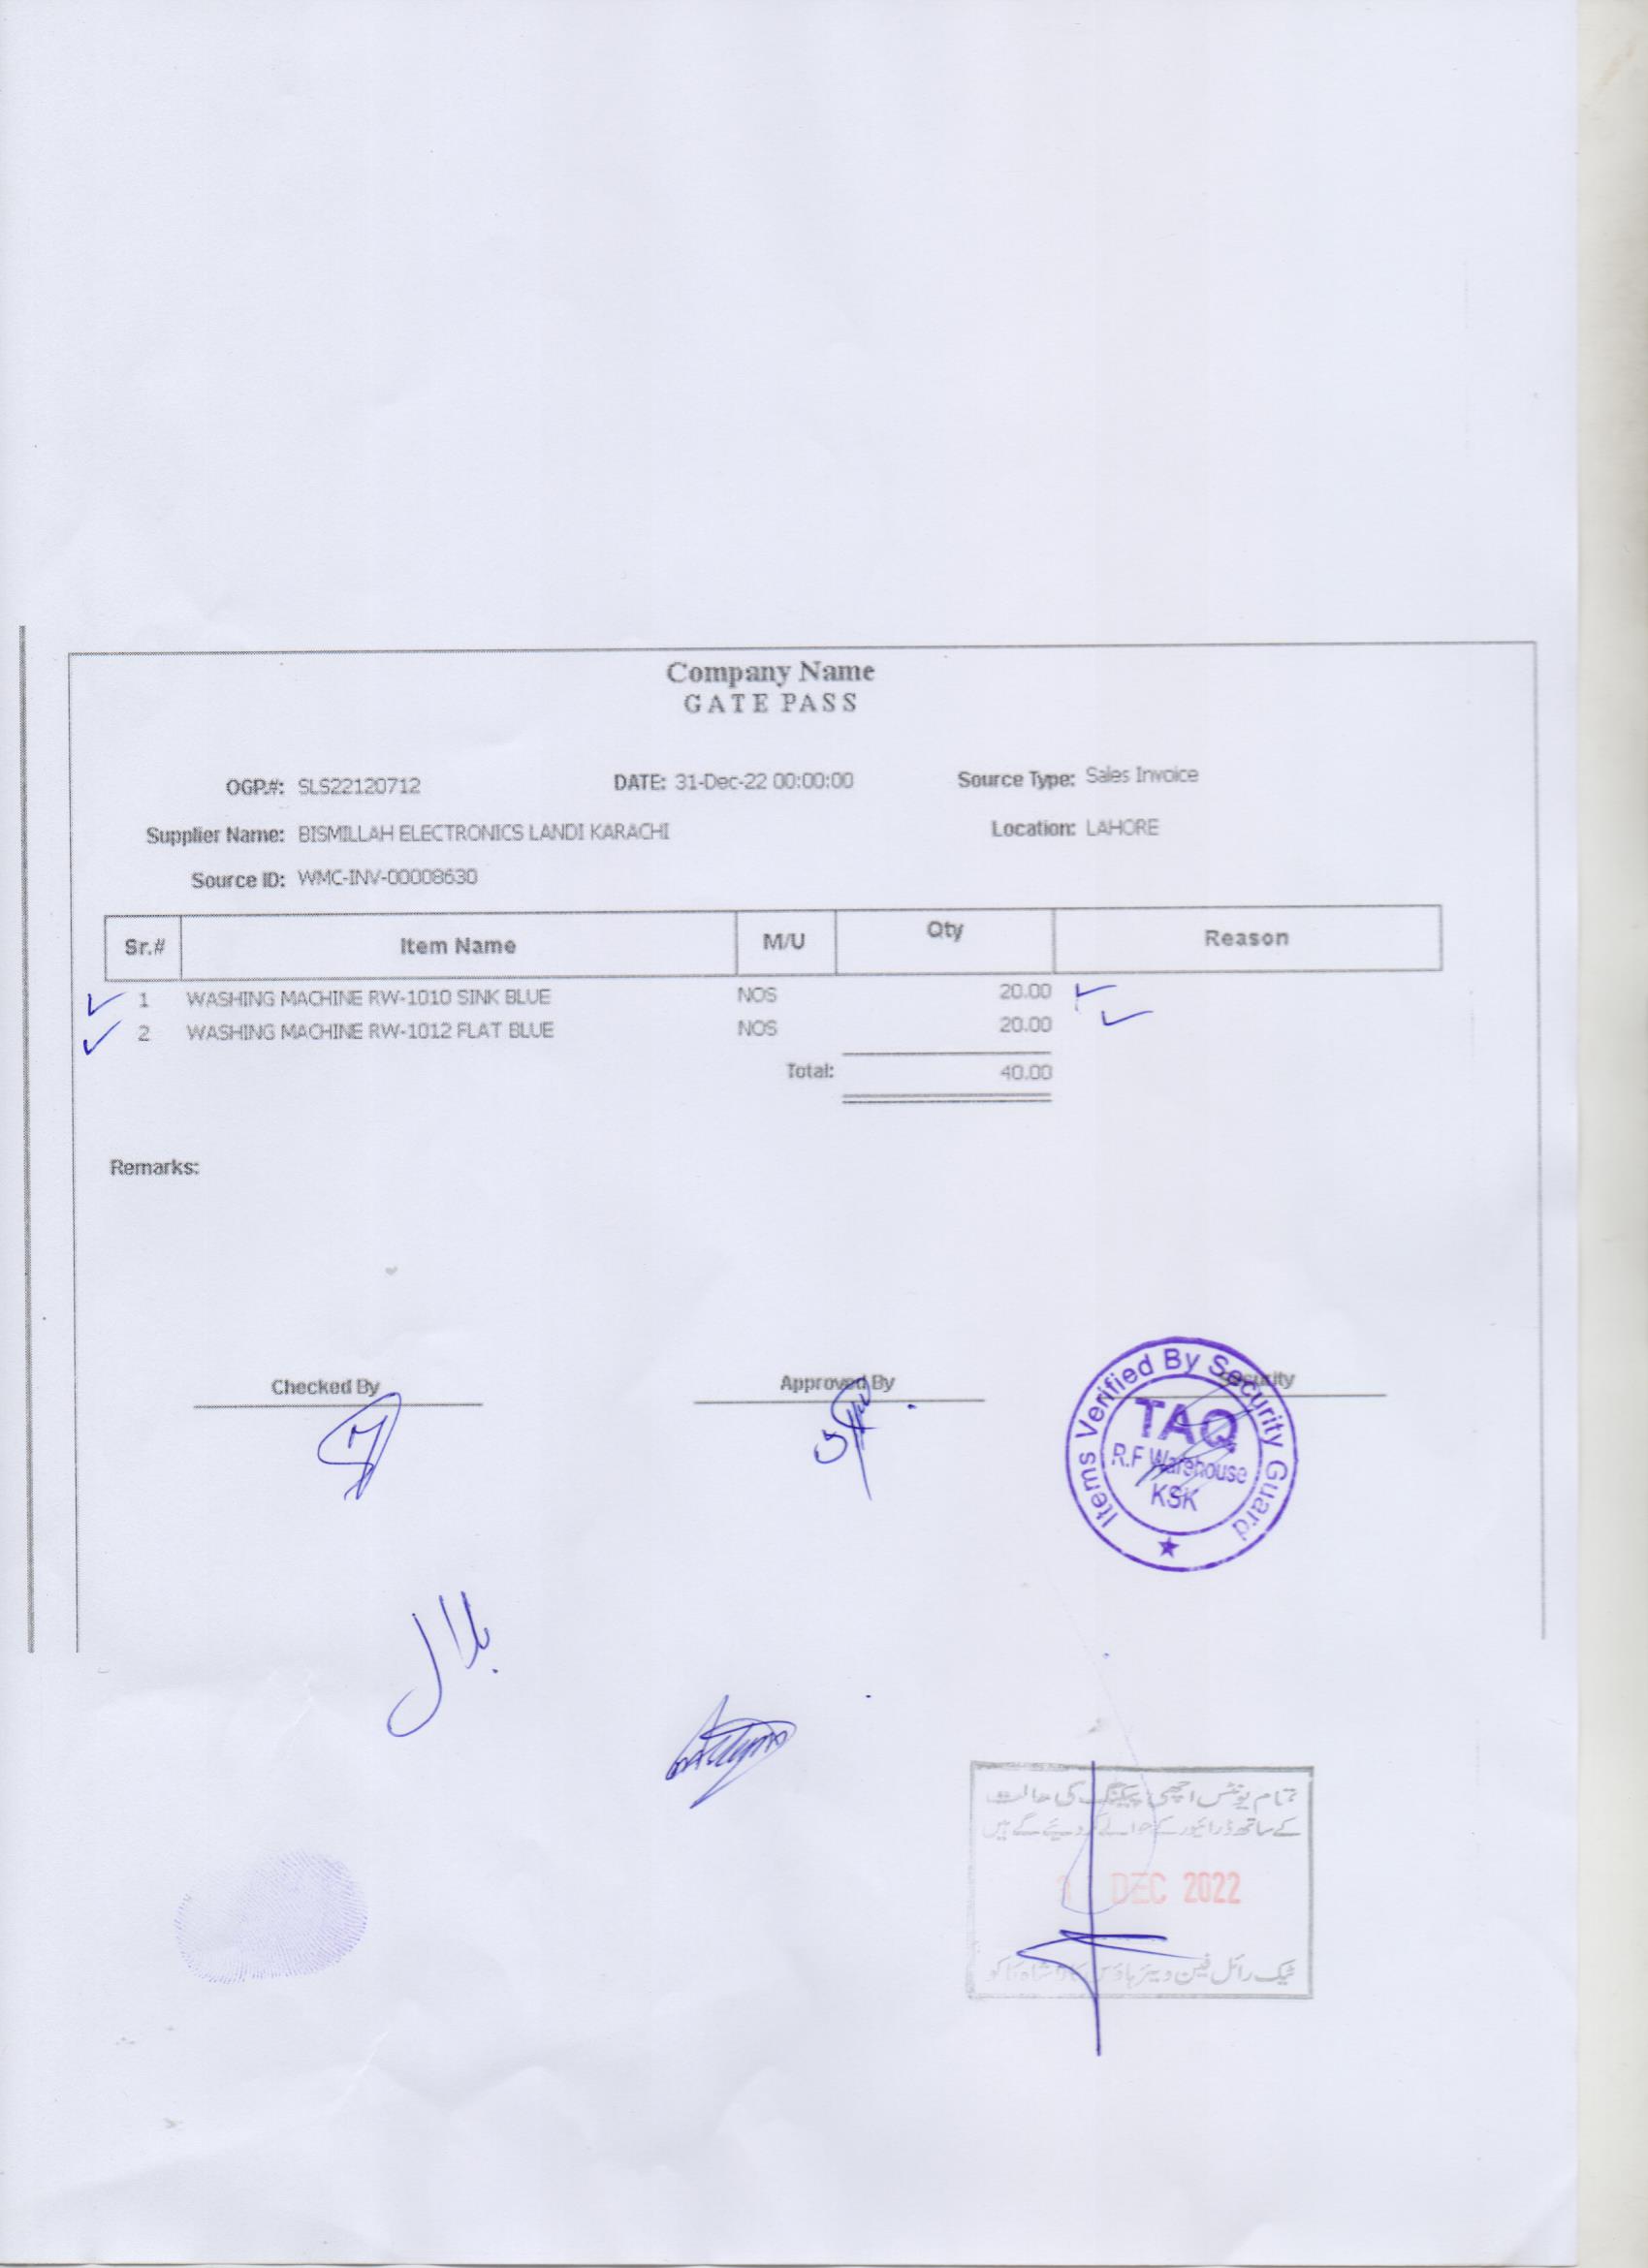 Company Name
GATE PASS
OGP.#: SLS22120712 DATE: 31-Dec-22 00:00:00 Source Type: Sales Invoice
Supplier Name: BISMILLAH ELECTRONICS LANDI KARACHI Location: LAHORE
Source ID: WMC-INV-00008630
Sr.# Item Name M/U Qty Reason
1 WASHING MACHINE RW-1010 SINK BLUE NOS 20.00
2 WASHING MACHINE RW-1012 FLAT BLUE NOS 20.00
Total: 40.00
Remarks:
Checked By Approved By Security
Items Verified By Security Guard
TAQ
R.F Warehouse
KSK
بلال
تمام یونٹس اچھی پیکنگ کی حالت
کے ساتھ ڈرائیور کے حوالے کر دیئے گے ہیں
DEC 2022
ٹیک رائل فین ویئر ہاؤس کالا شاہ کاکو